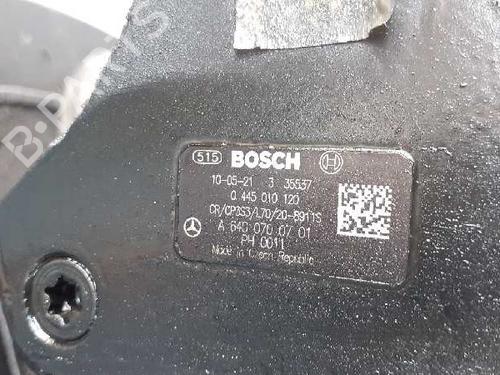 B-PARTS
515 BOSCH
10-05-21 3 35537
0 445 010 120
CR/CP3S3/L70/20-8911S
A 640 070 07 01
PH 0011
Made in Czech Republic